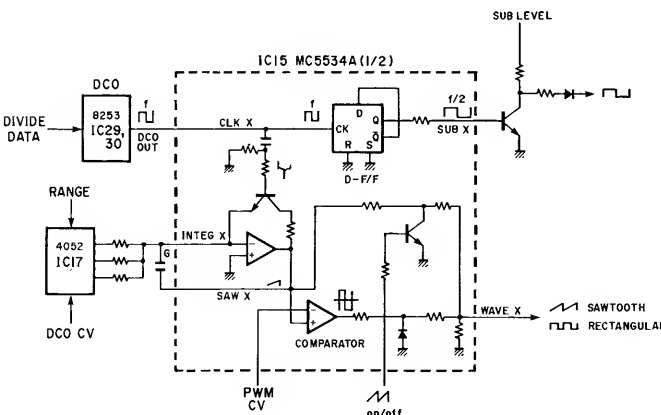 SUB LEVEL
IC15 MC5534A(1/2)
DCO
8253
IC29,
30
DIVIDE
DATA
f
DCO
OUT
CLK X
f
D
Q
CK
Q̅
R
S
D-F/F
f/2
SUB X
RANGE
4052
IC17
INTEG X
G
SAW X
DCO CV
COMPARATOR
WAVE X
SAWTOOTH
RECTANGULAR
PWM
CV
on/off